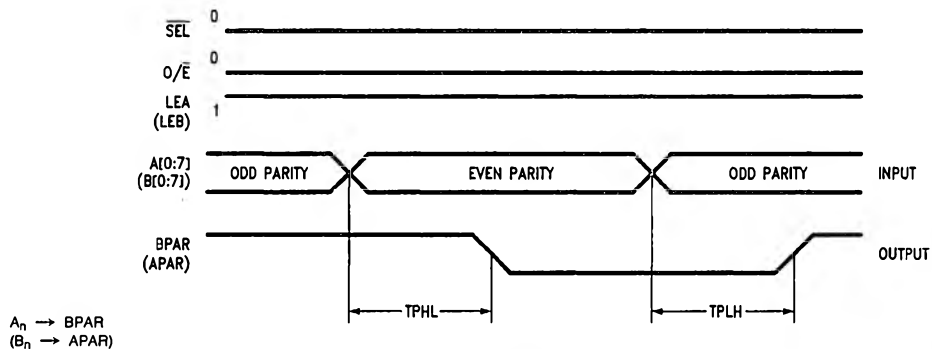 SEL 0
O/E 0
LEA
(LEB) 1
A[0:7]
(B[0:7]) ODD PARITY EVEN PARITY ODD PARITY INPUT
BPAR
(APAR) OUTPUT
TPHL TPLH
An → BPAR
(Bn → APAR)